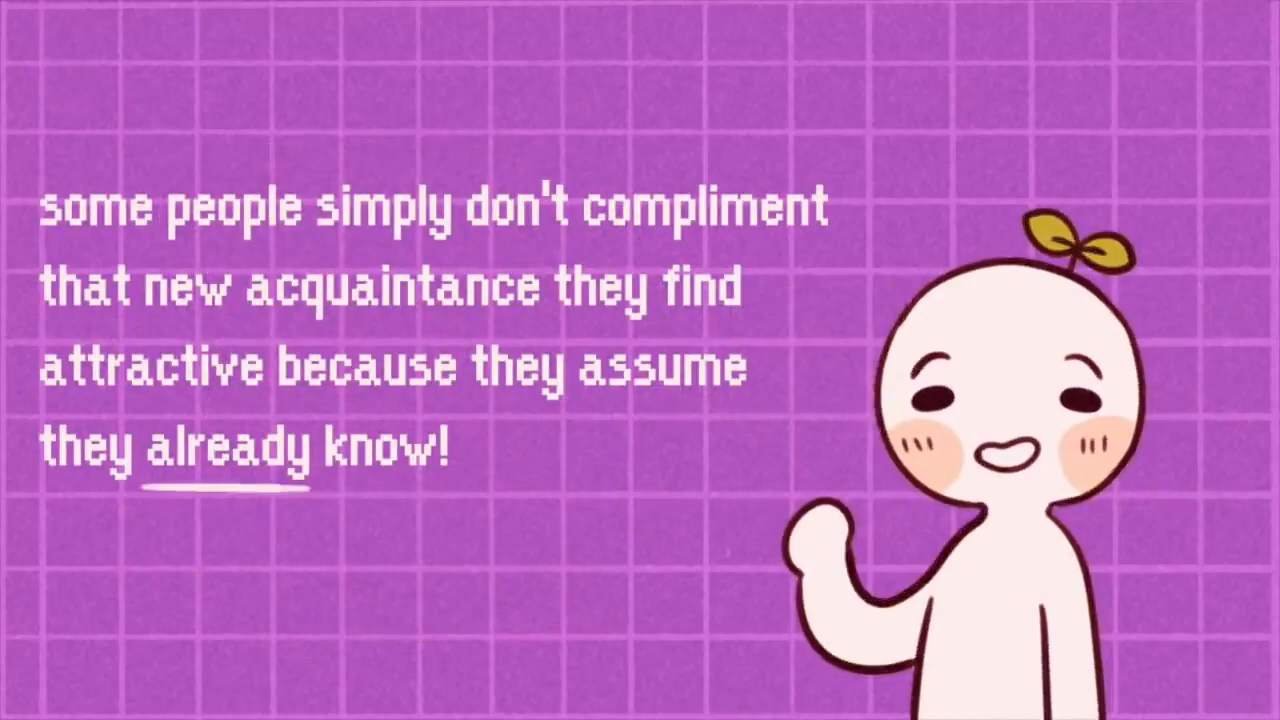 some people simply don't compliment
that new acquaintance they find
attractive because they assume
they already know!